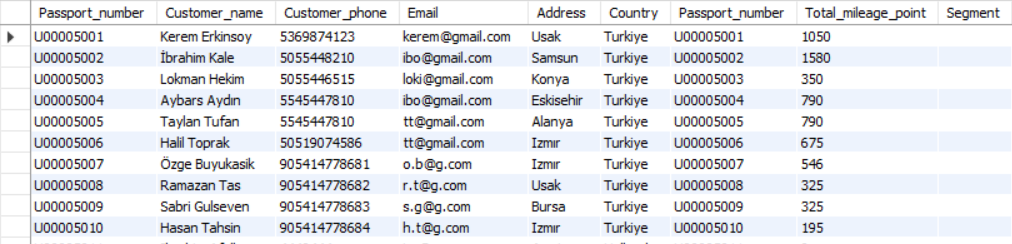 Passport_number Customer_name Customer_phone Email Address Country Passport_number Total_mileage_point Segment
U00005001 Kerem Erkinsoy 5369874123 kerem@gmail.com Usak Turkiye U00005001 1050
U00005002 İbrahim Kale 5055448210 ibo@gmail.com Samsun Turkiye U00005002 1580
U00005003 Lokman Hekim 5055446515 loki@gmail.com Konya Turkiye U00005003 350
U00005004 Aybars Aydın 5545447810 ibo@gmail.com Eskisehir Turkiye U00005004 790
U00005005 Taylan Tufan 5545447810 tt@gmail.com Alanya Turkiye U00005005 790
U00005006 Halil Toprak 50519074586 tt@gmail.com Izmır Turkiye U00005006 675
U00005007 Özge Buyukasik 905414778681 o.b@g.com Izmır Turkiye U00005007 546
U00005008 Ramazan Tas 905414778682 r.t@g.com Usak Turkiye U00005008 325
U00005009 Sabri Gulseven 905414778683 s.g@g.com Bursa Turkiye U00005009 325
U00005010 Hasan Tahsin 905414778684 h.t@g.com Izmır Turkiye U00005010 195